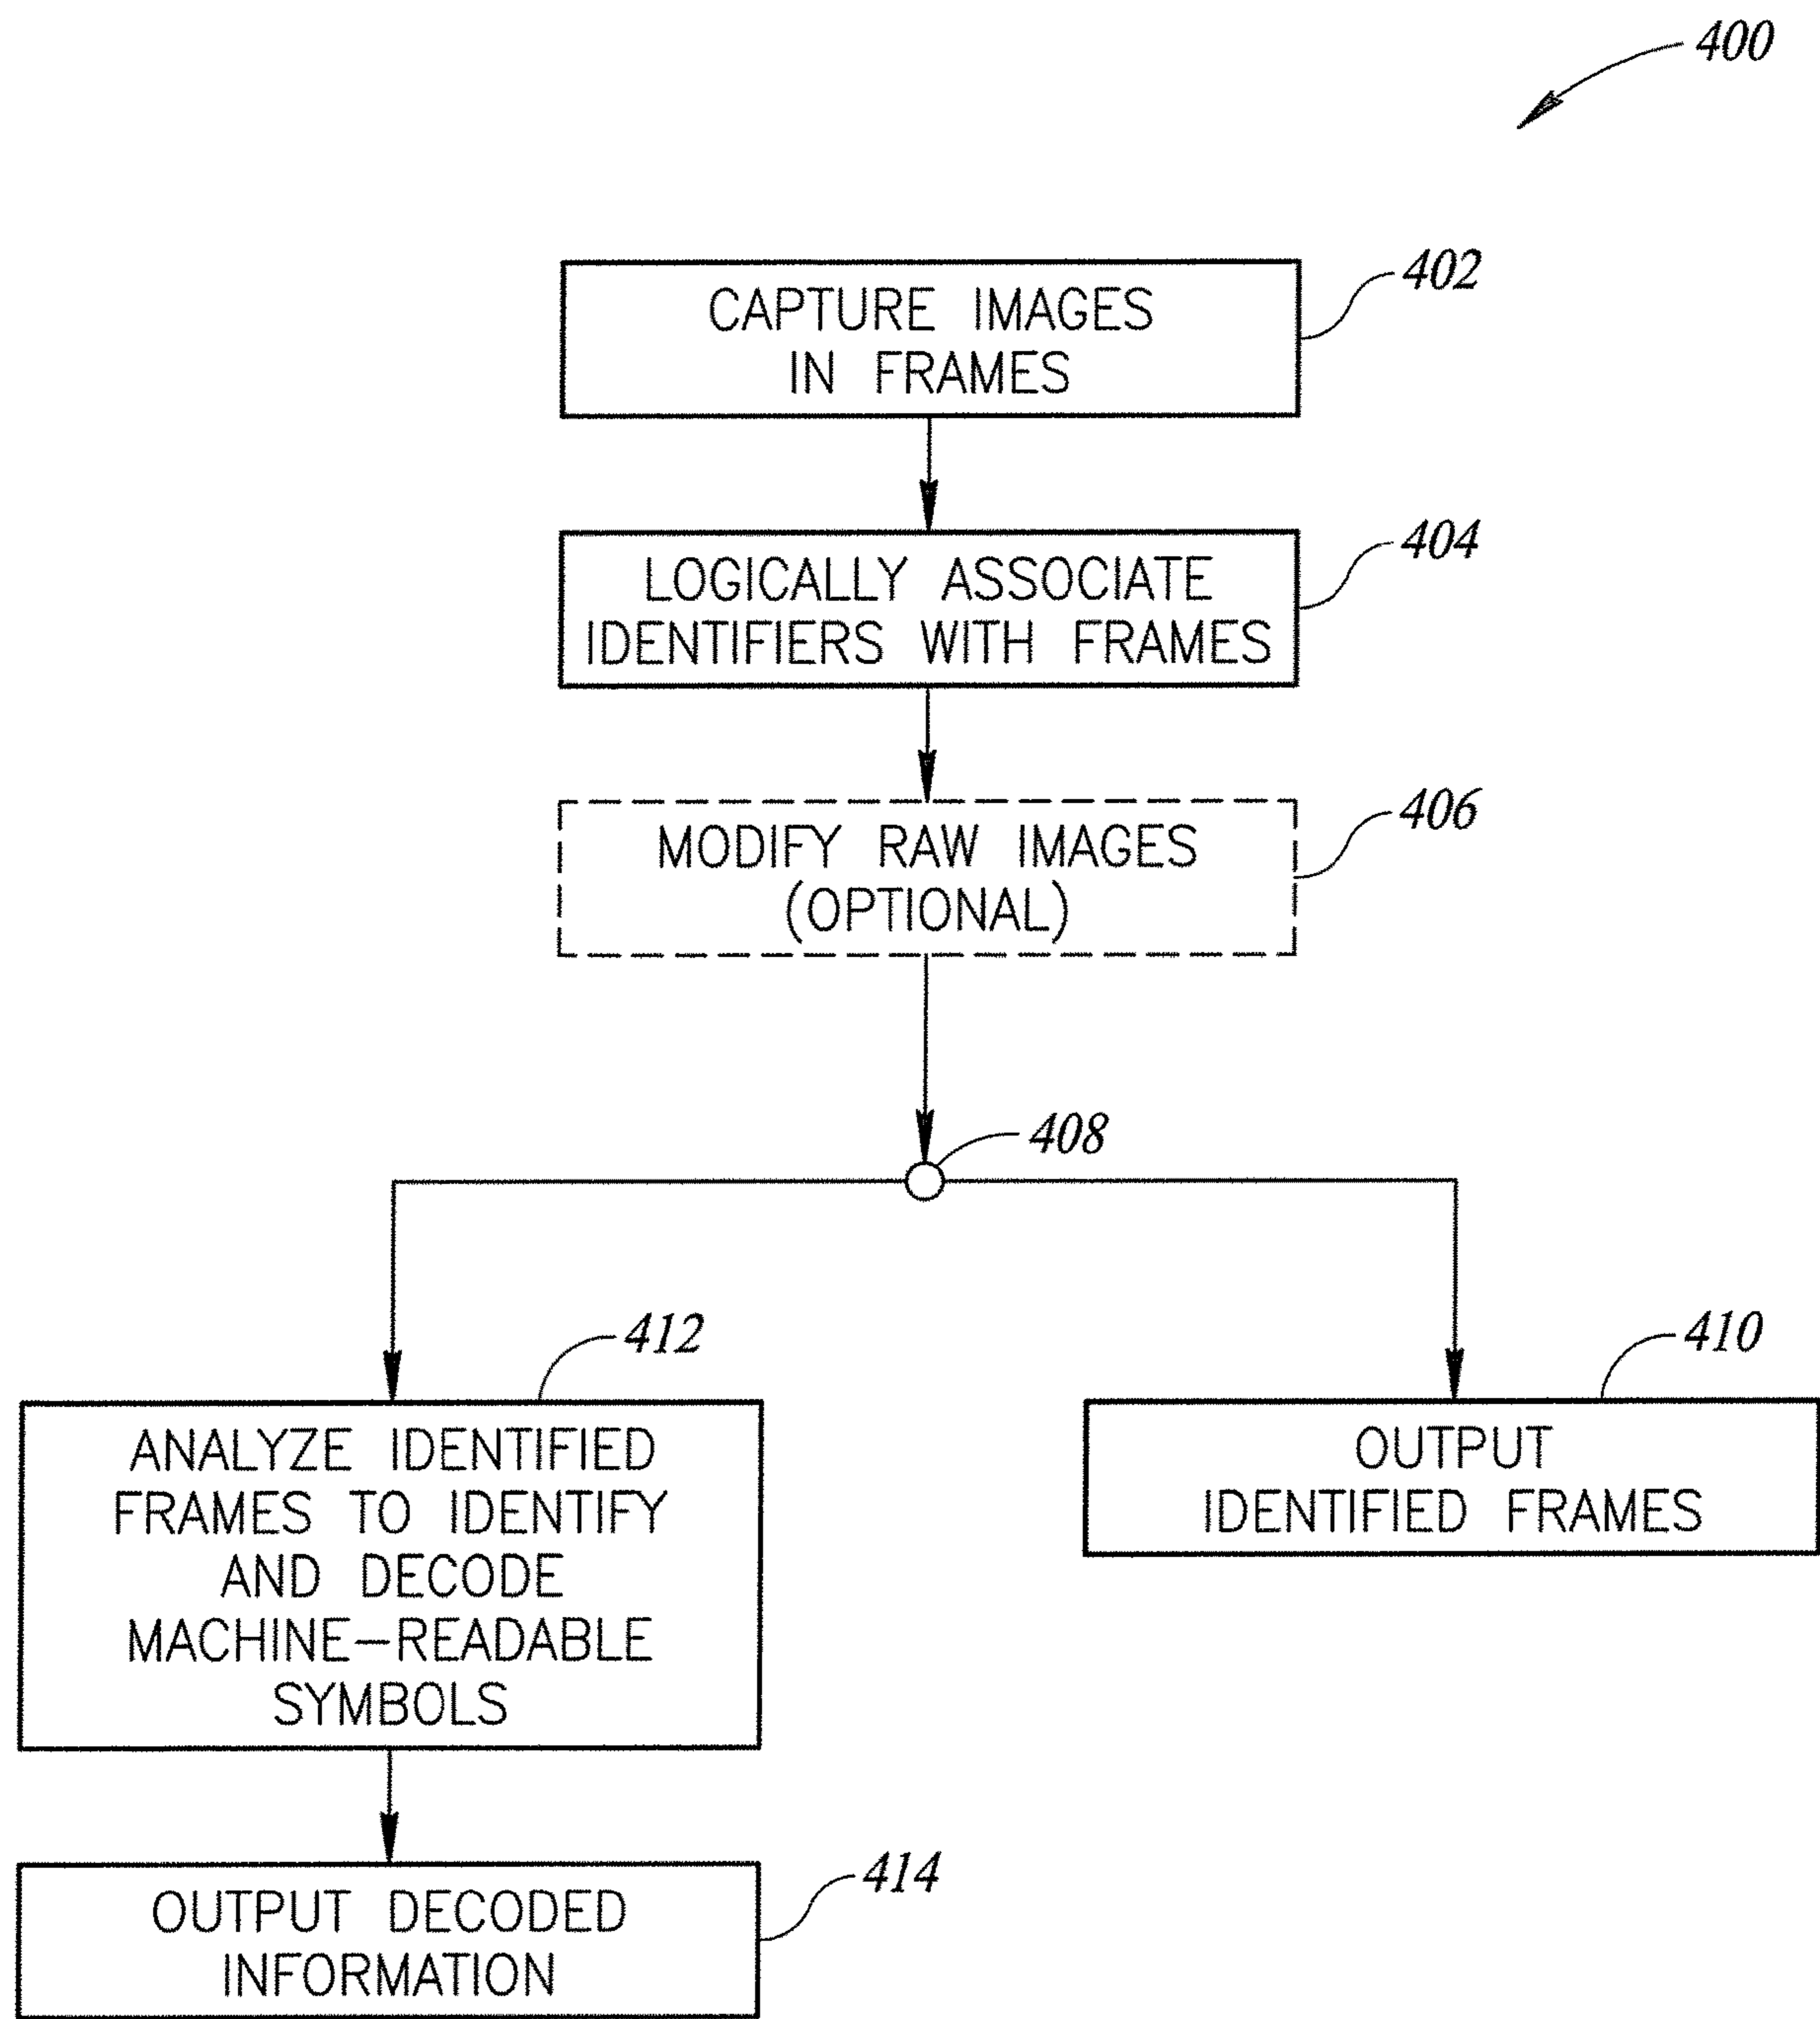 400
CAPTURE IMAGES
IN FRAMES
402
LOGICALLY ASSOCIATE
IDENTIFIERS WITH FRAMES
404
MODIFY RAW IMAGES
(OPTIONAL)
406
408
412
ANALYZE IDENTIFIED
FRAMES TO IDENTIFY
AND DECODE
MACHINE-READABLE
SYMBOLS
410
OUTPUT
IDENTIFIED FRAMES
OUTPUT DECODED
INFORMATION
414